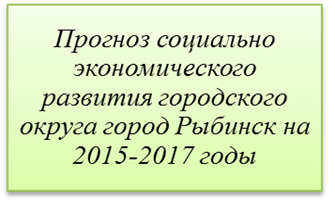 Прогноз социально
экономического
развития городского
округа город Рыбинск на
2015-2017 годы